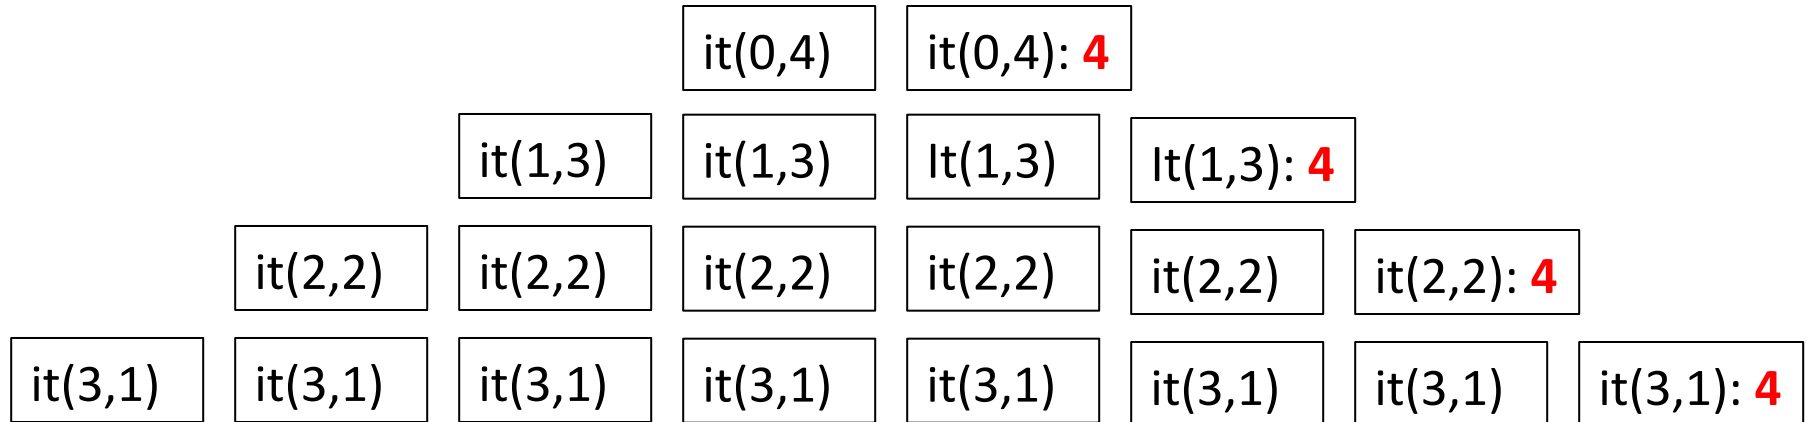 it(0,4) it(0,4): 4
it(1,3) it(1,3) It(1,3) It(1,3): 4
it(2,2) it(2,2) it(2,2) it(2,2) it(2,2) it(2,2): 4
it(3,1) it(3,1) it(3,1) it(3,1) it(3,1) it(3,1) it(3,1) it(3,1): 4